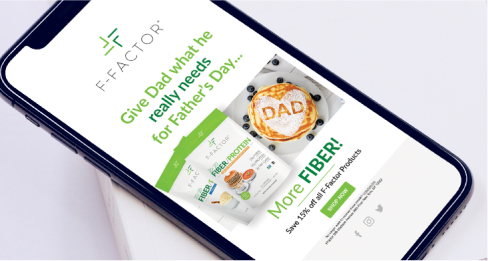 F-FACTOR®
Give Dad what he
really needs
for Father's Day...
DAD
F-FACTOR
FIBER/PROTEIN
FIBER
More FIBER!
Save 15% off all F-Factor Products
SHOP NOW